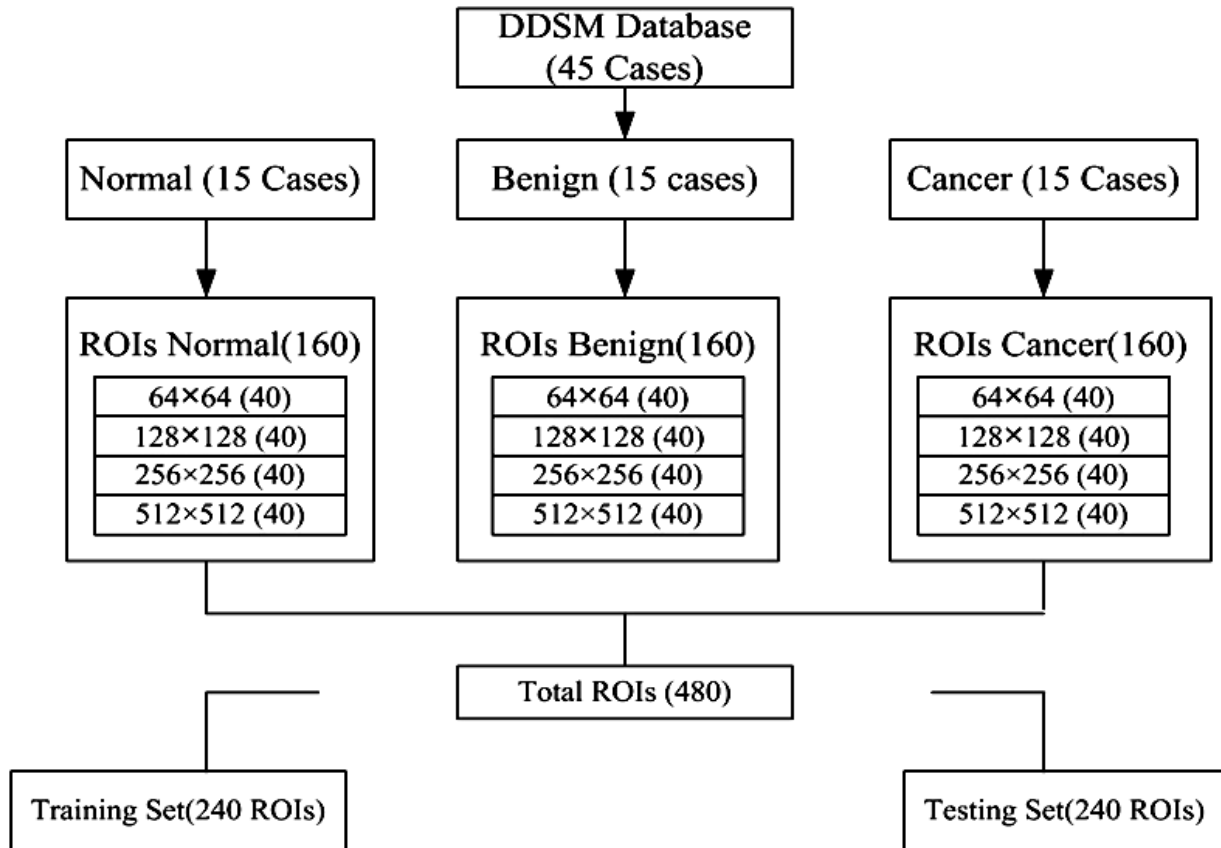 DDSM Database
(45 Cases)
Normal (15 Cases)
Benign (15 cases)
Cancer (15 Cases)
ROIs Normal(160)
64×64 (40)
128×128 (40)
256×256 (40)
512×512 (40)
ROIs Benign(160)
64×64 (40)
128×128 (40)
256×256 (40)
512×512 (40)
ROIs Cancer(160)
64×64 (40)
128×128 (40)
256×256 (40)
512×512 (40)
Total ROIs (480)
Training Set(240 ROIs)
Testing Set(240 ROIs)